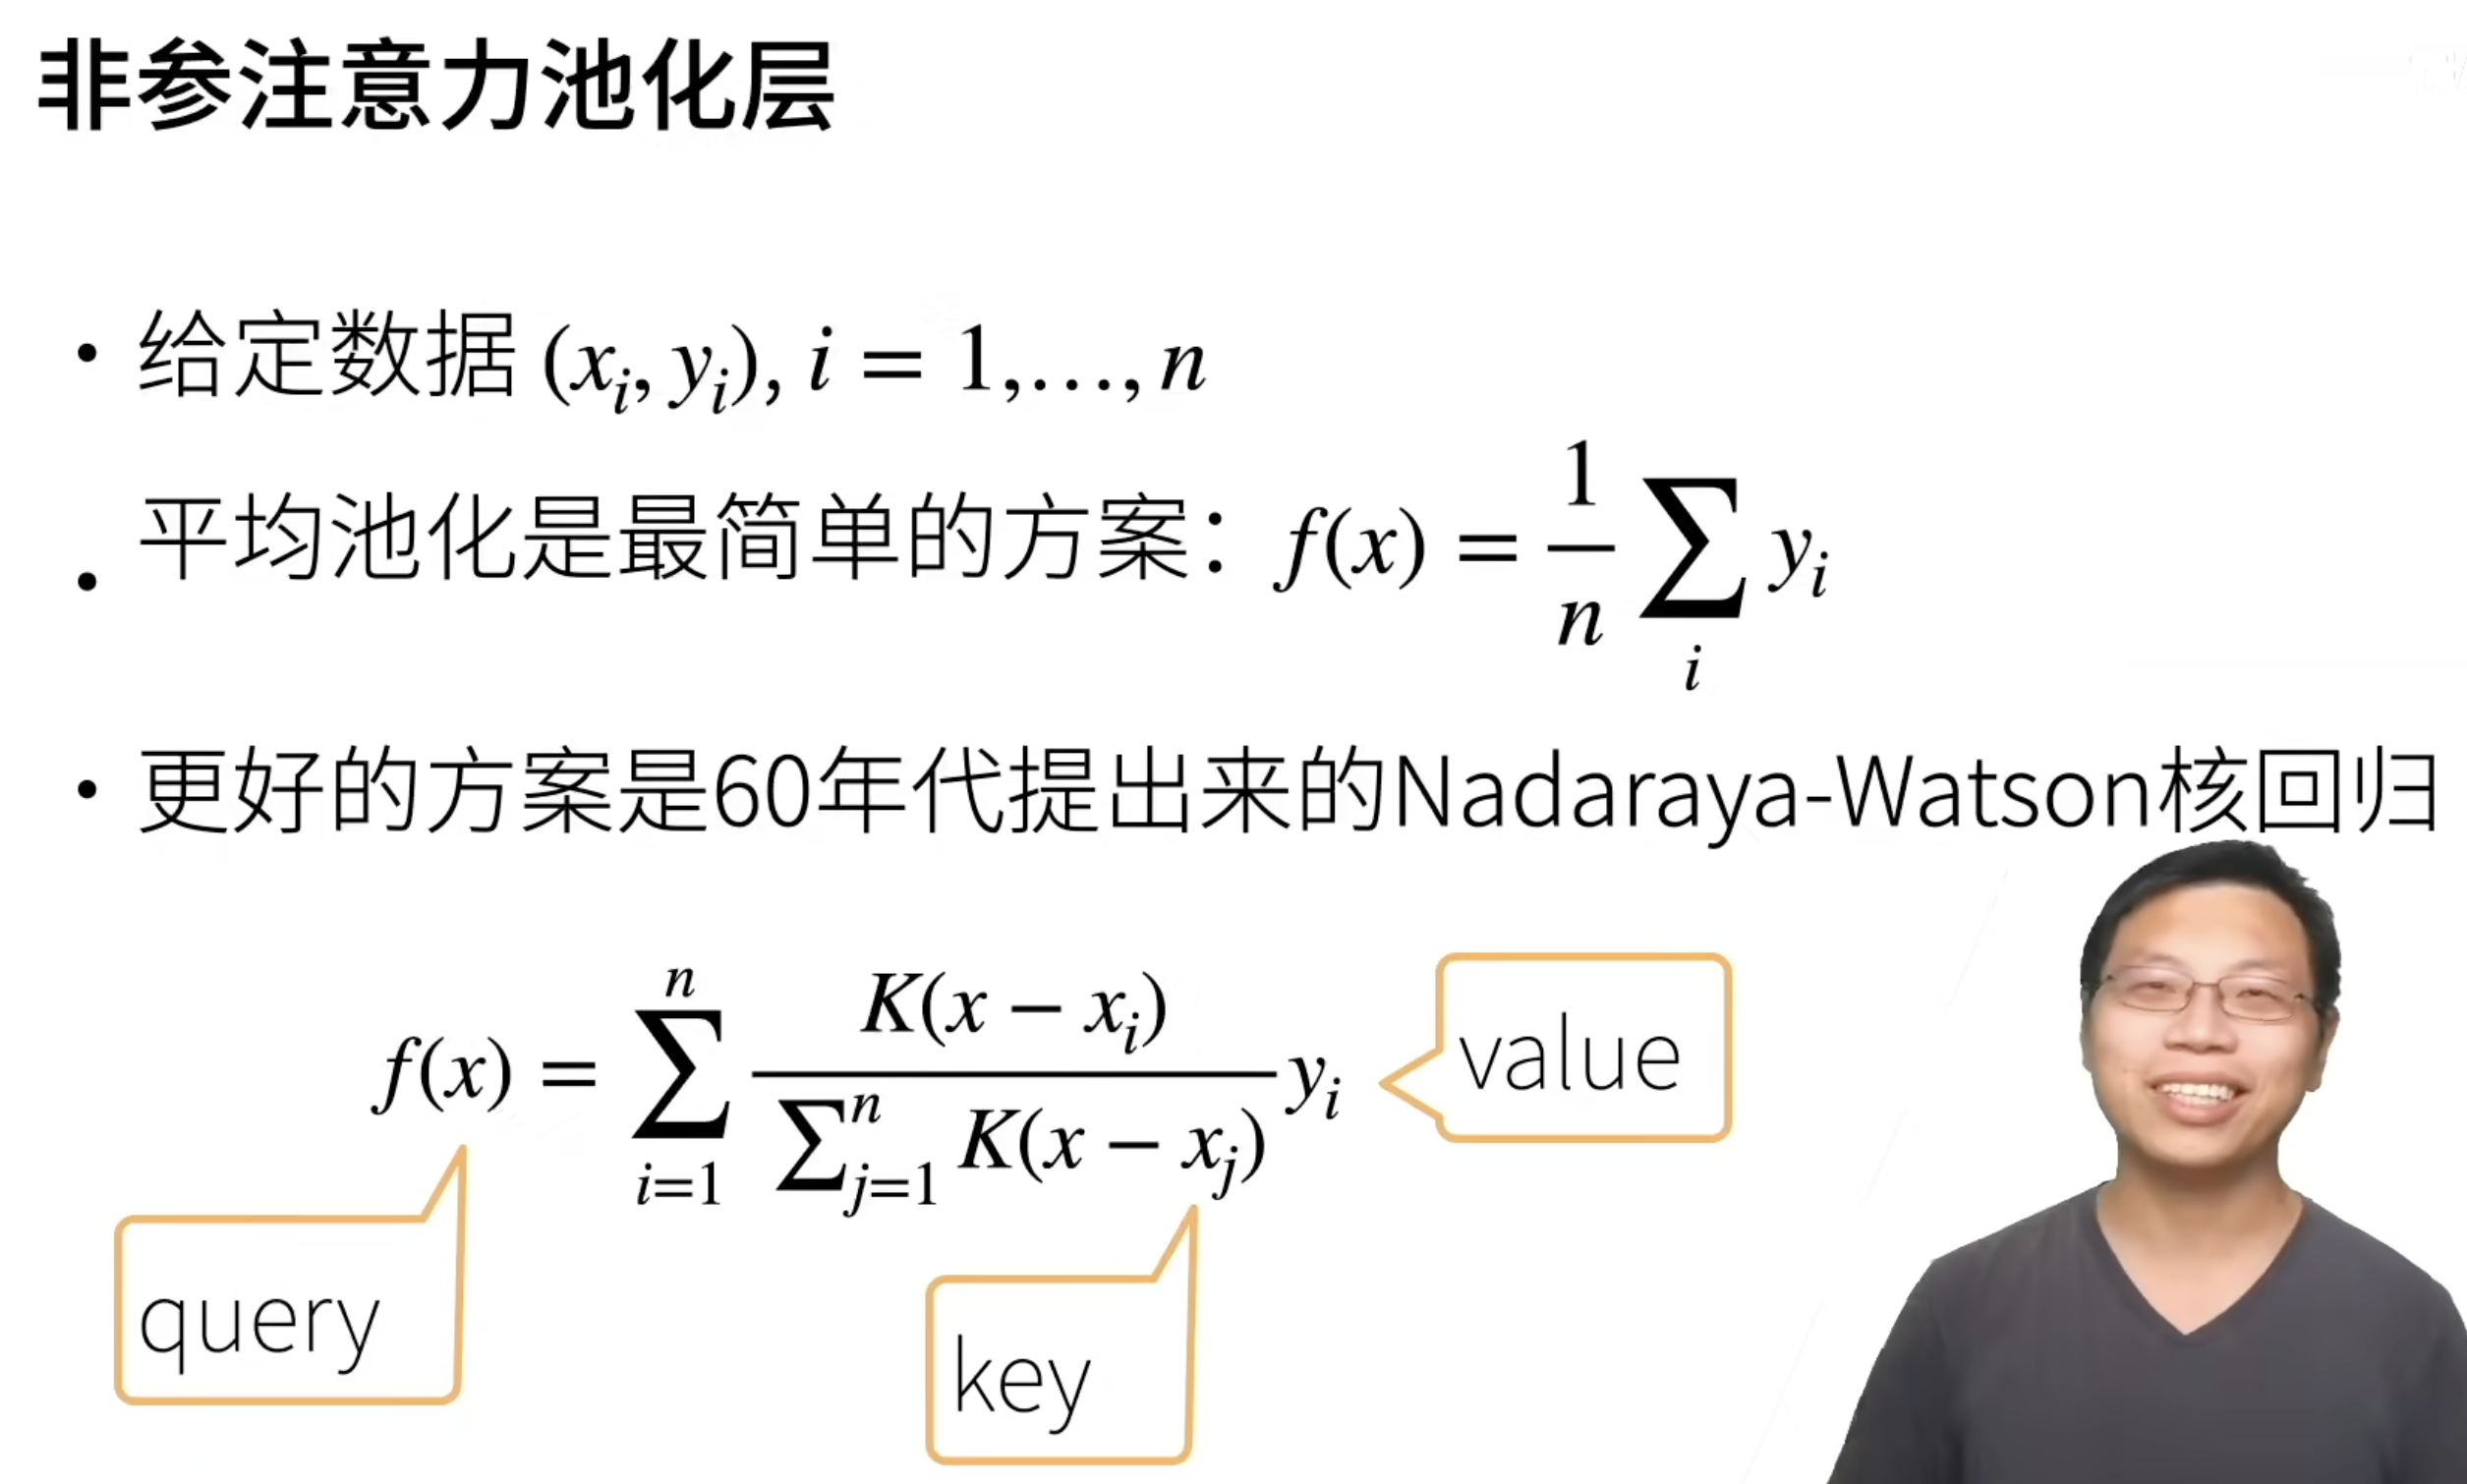 非参注意力池化层
• 给定数据 (x_i, y_i), i = 1,…, n
• 平均池化是最简单的方案：f(x) = \frac{1}{n} \sum_i y_i
• 更好的方案是60年代提出来的Nadaraya-Watson核回归
f(x) = \sum_{i=1}^{n} \frac{K(x - x_i)}{\sum_{j=1}^{n} K(x - x_j)} y_i
value
query
key